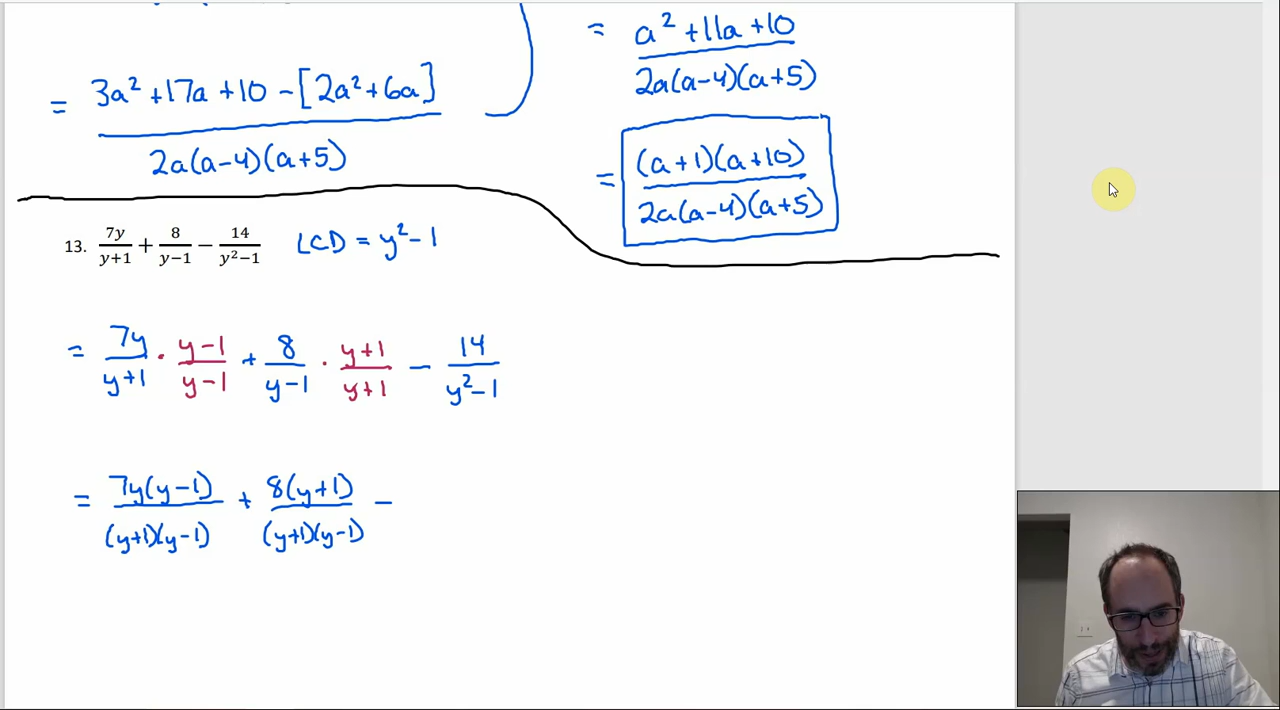 = (3a² + 17a + 10 - [2a² + 6a]) / (2a(a-4)(a+5))
= (a² + 11a + 10) / (2a(a-4)(a+5))
= ((a+1)(a+10)) / (2a(a-4)(a+5))
13. 7y/(y+1) + 8/(y−1) − 14/(y²−1) LCD = y² - 1
= 7y/(y+1) · (y-1)/(y-1) + 8/(y-1) · (y+1)/(y+1) - 14/(y²-1)
= 7y(y-1)/((y+1)(y-1)) + 8(y+1)/((y+1)(y-1)) -